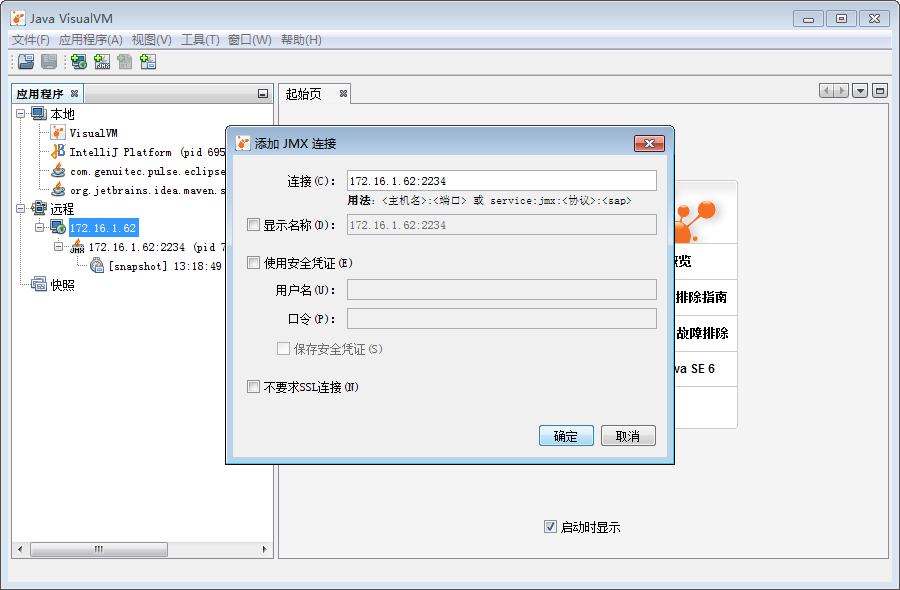 Java VisualVM
文件(F) 应用程序(A) 视图(V) 工具(T) 窗口(W) 帮助(H)
应用程序
起始页
本地
VisualVM
IntelliJ Platform (pid 695
com.genuitec.pulse.eclipse
org.jetbrains.idea.maven.s
远程
172.16.1.62
172.16.1.62:2234 (pid 7
[snapshot] 13:18:49
快照
添加 JMX 连接
连接(C):
172.16.1.62:2234
用法: <主机名>:<端口> 或 service:jmx:<协议>:<sap>
显示名称(D):
172.16.1.62:2234
使用安全凭证(E)
用户名(U):
口令(P):
保存安全凭证(S)
不要求SSL连接(N)
确定
取消
览
排除指南
故障排除
va SE 6
启动时显示